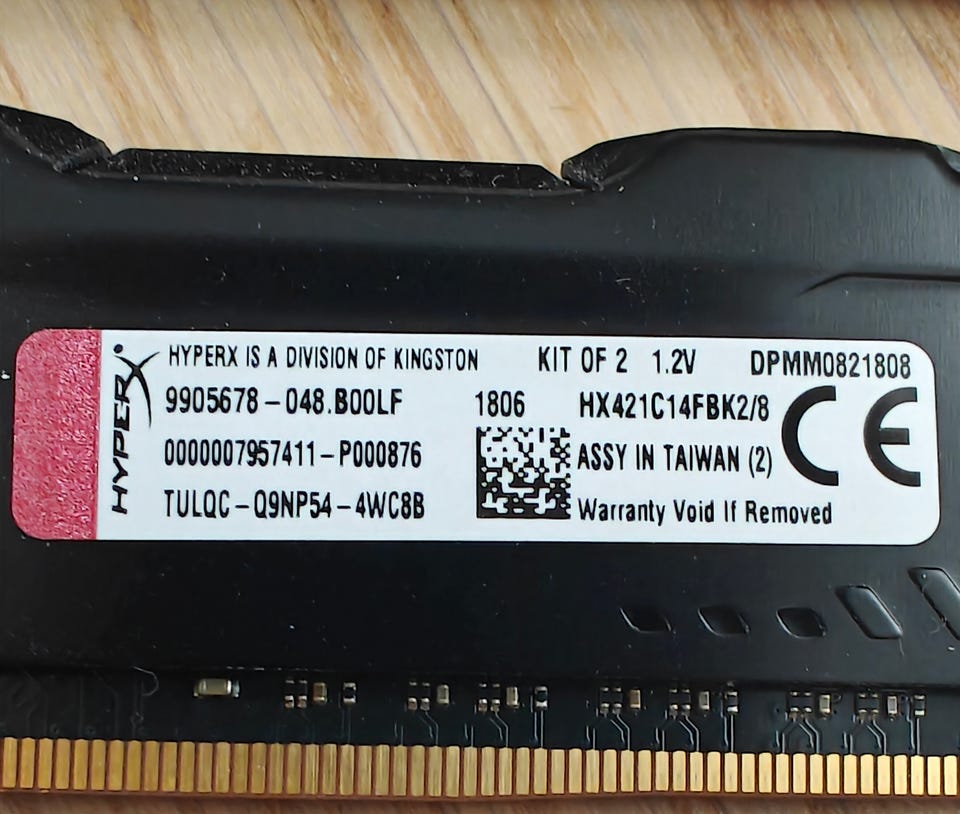 HYPERX
HYPERX IS A DIVISION OF KINGSTON KIT OF 2 1.2V DPMM0821808
9905678-048.B00LF 1806 HX421C14FBK2/8
0000007957411-P000876 ASSY IN TAIWAN (2)
TULQC-Q9NP54-4WC8B Warranty Void If Removed
CE